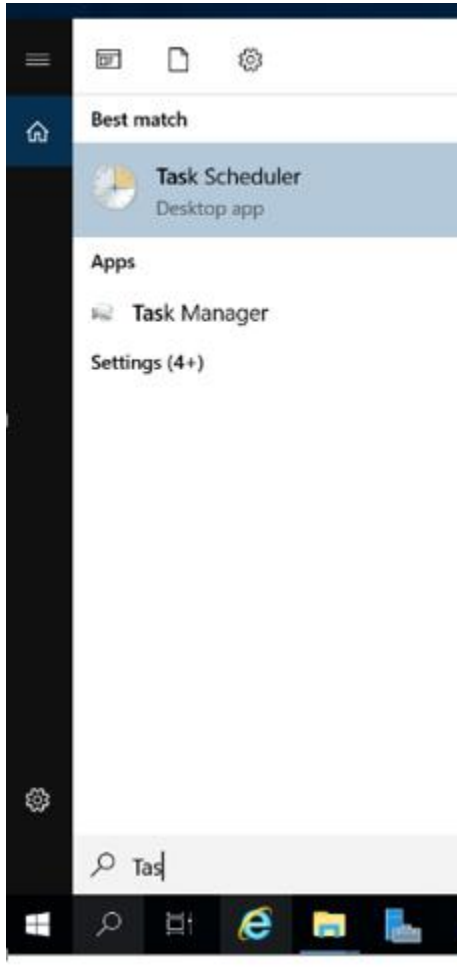 Best match
Task Scheduler
Desktop app
Apps
Task Manager
Settings (4+)
Tas